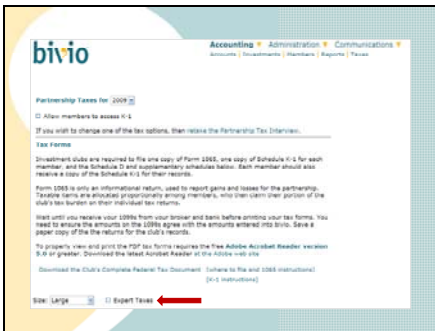 bivio
Accounting Administration Communications
Accounts | Investments | Members | Reports | Taxes
Partnership Taxes for 2009
Allow members to access K-1
If you wish to change one of the tax options, then retake the Partnership Tax Interview.
Tax Forms
Investment clubs are required to file one copy of Form 1065, one copy of Schedule K-1 for each
member, and the Schedule D and supplementary schedules below. Each member should also
receive a copy of the Schedule K-1 for their records.
Form 1065 is only an informational return, used to report gains and losses for the partnership.
Taxable items are allocated proportionally among members, who then claim their portion of the
club's tax burden on their individual tax returns.
Wait until you receive your 1099s from your broker and bank before printing your tax forms. You
need to ensure the amounts on the 1099s agree with the amounts entered into bivio. Save a
paper copy of the the returns for the club's records.
To properly view and print the PDF tax forms requires the free Adobe Acrobat Reader version
5.0 or greater. Download the latest Acrobat Reader at the Adobe web site
Download the Club's Complete Federal Tax Document [where to file and 1065 instructions]
[K-1 instructions]
Size: Large Expert Taxes